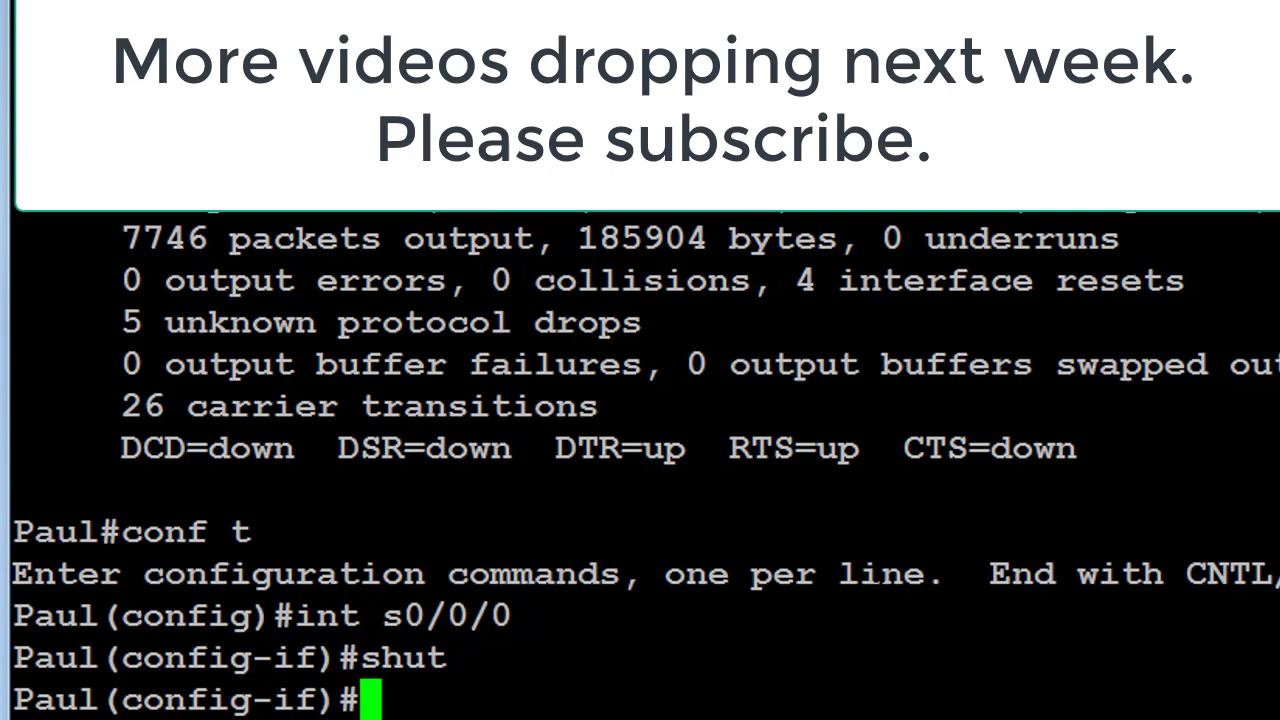 More videos dropping next week.
Please subscribe.
7746 packets output, 185904 bytes, 0 underruns
0 output errors, 0 collisions, 4 interface resets
5 unknown protocol drops
0 output buffer failures, 0 output buffers swapped
26 carrier transitions
DCD=down DSR=down DTR=up RTS=up CTS=down
Paul#conf t
Enter configuration commands, one per line. End with CNTL/
Paul(config)#int s0/0/0
Paul(config-if)#shut
Paul(config-if)#